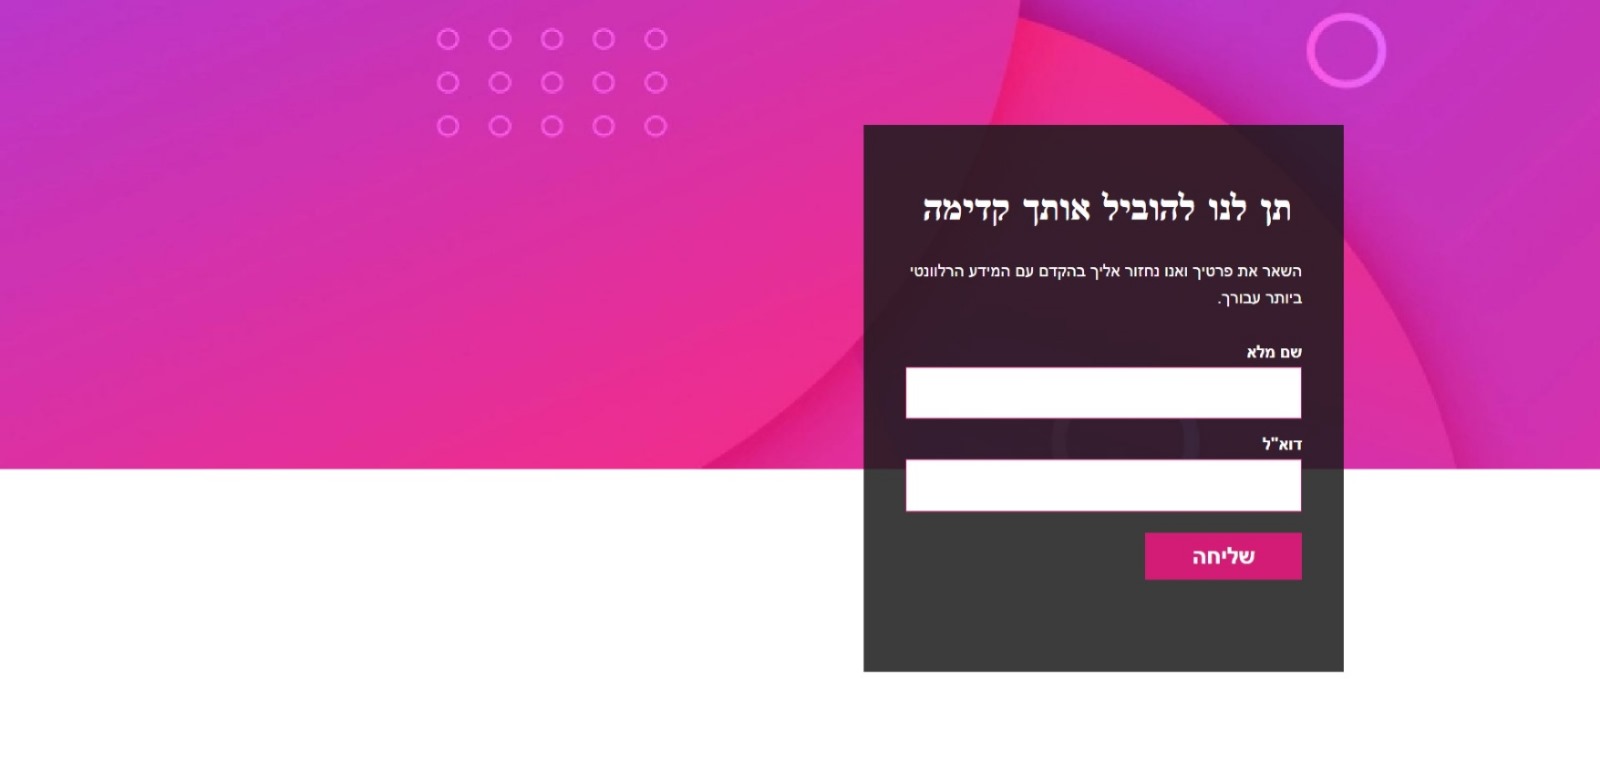 תן לנו להוביל אותך קדימה
השאר את פרטיך ואנו נחזור אליך בהקדם עם המידע הרלוונטי
ביותר עבורך.
שם מלא
דוא"ל
שליחה